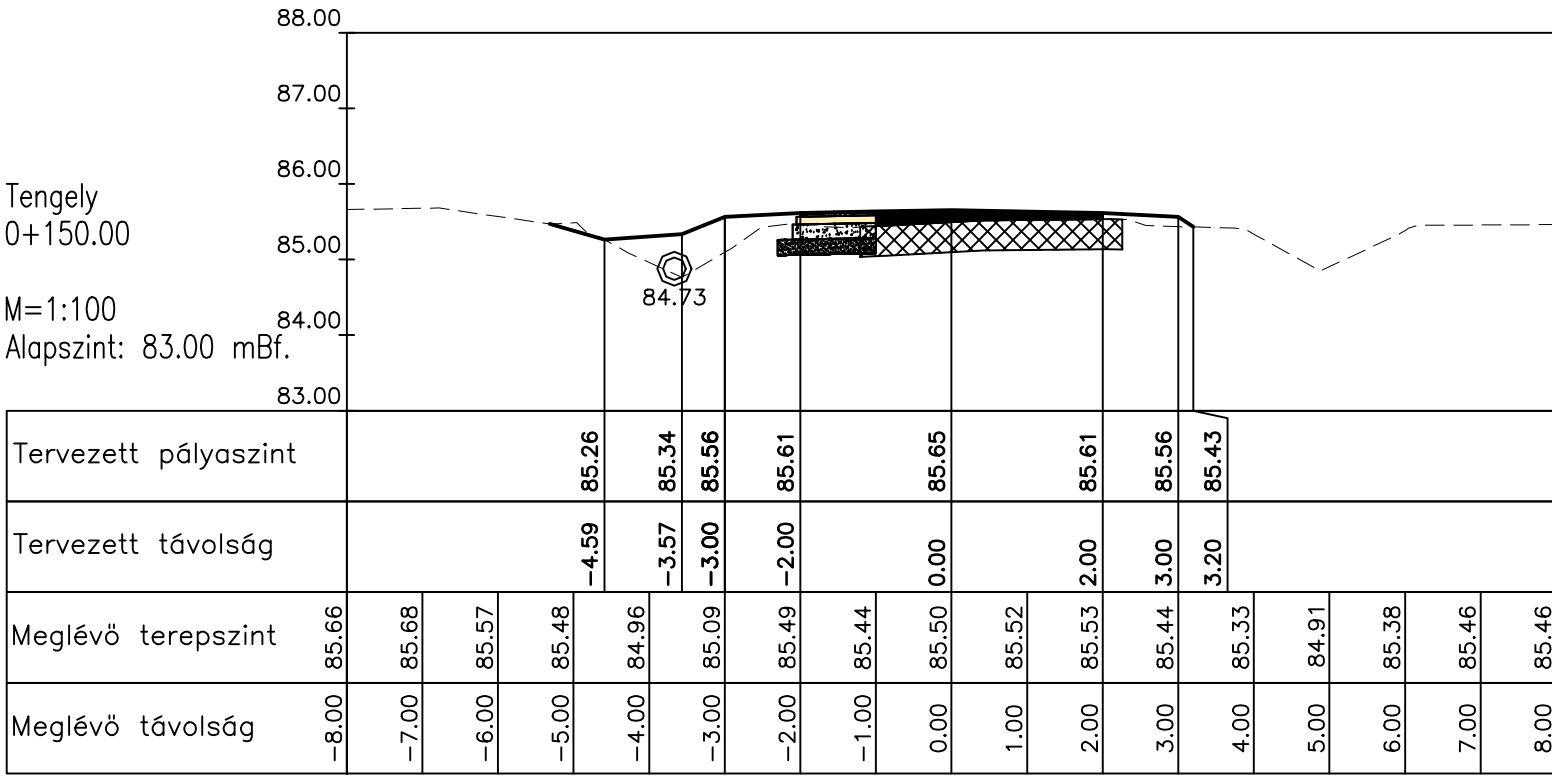 88.00
87.00
86.00
85.00
84.00
83.00
Tengely
0+150.00
M=1:100
Alapszint: 83.00 mBf.
84.73
Tervezett pályaszint 85.26 85.34 85.56 85.61 85.65 85.61 85.56 85.43
Tervezett távolság -4.59 -3.57 -3.00 -2.00 0.00 2.00 3.00 3.20
Meglévö terepszint 85.66 85.68 85.57 85.48 84.96 85.09 85.49 85.44 85.50 85.52 85.53 85.44 85.33 84.91 85.38 85.46 85.46
Meglévö távolság -8.00 -7.00 -6.00 -5.00 -4.00 -3.00 -2.00 -1.00 0.00 1.00 2.00 3.00 4.00 5.00 6.00 7.00 8.00